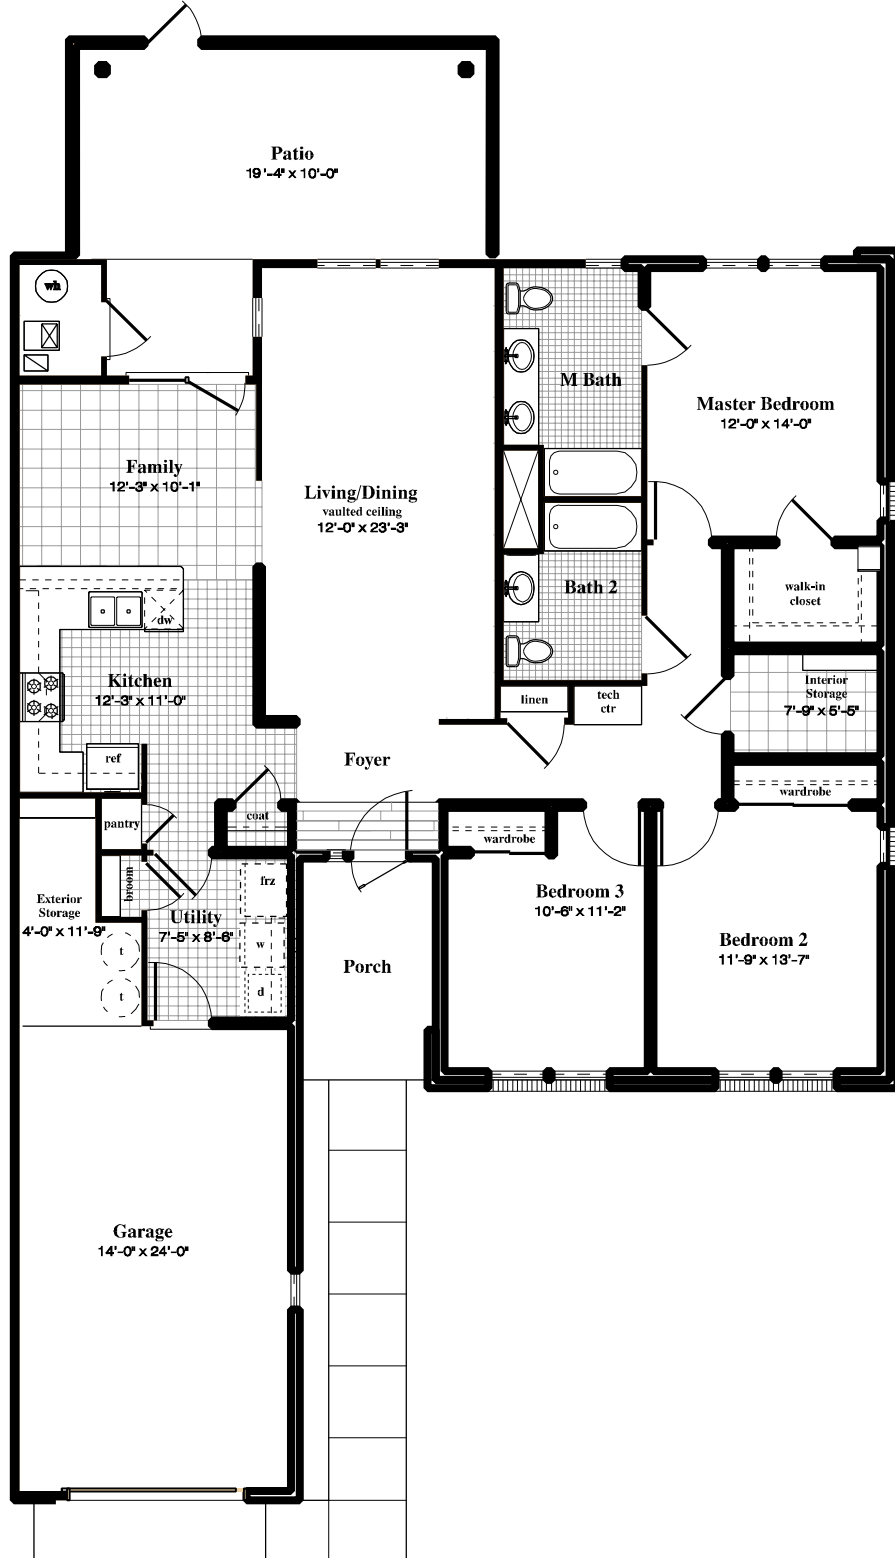 Patio
19'-4" x 10'-0"
wh
M Bath
Master Bedroom
12'-0" x 14'-0"
Family
12'-3" x 10'-1"
Living/Dining
vaulted ceiling
12'-0" x 23'-3"
Bath 2
walk-in
closet
dw
Kitchen
12'-3" x 11'-0"
Interior
Storage
7'-9" x 5'-5"
linen
tech
ctr
ref
Foyer
wardrobe
coat
pantry
wardrobe
broom
frz
Exterior
Storage
4'-0" x 11'-9"
Utility
7'-5" x 8'-6"
Bedroom 3
10'-6" x 11'-2"
t
w
Bedroom 2
11'-9" x 13'-7"
Porch
t
d
Garage
14'-0" x 24'-0"